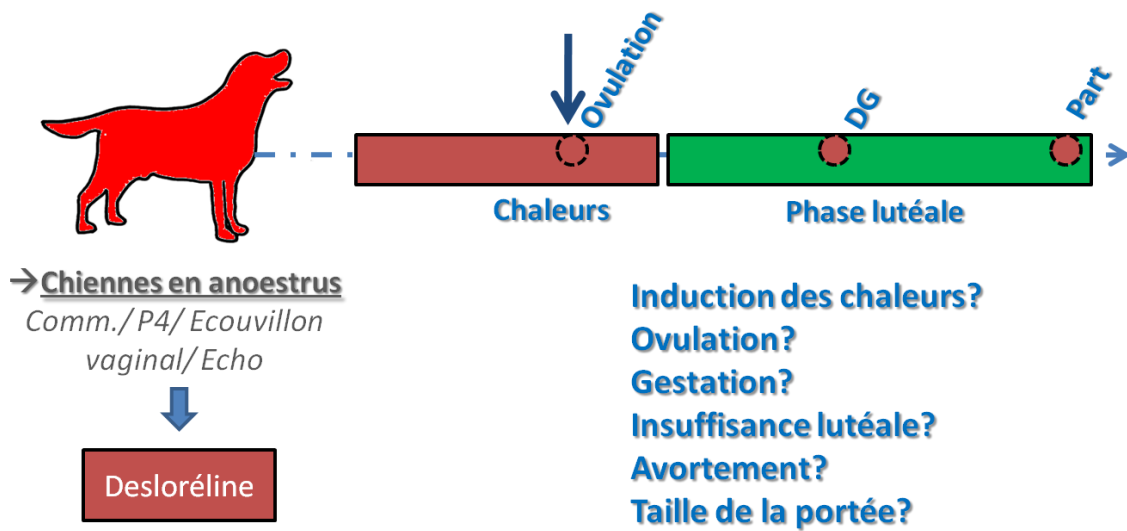 Ovulation
DG
Part
Chaleurs
Phase lutéale
→Chiennes en anoestrus
Comm./ P4/ Ecouvillon
vaginal/ Echo
Desloréline
Induction des chaleurs?
Ovulation?
Gestation?
Insuffisance lutéale?
Avortement?
Taille de la portée?